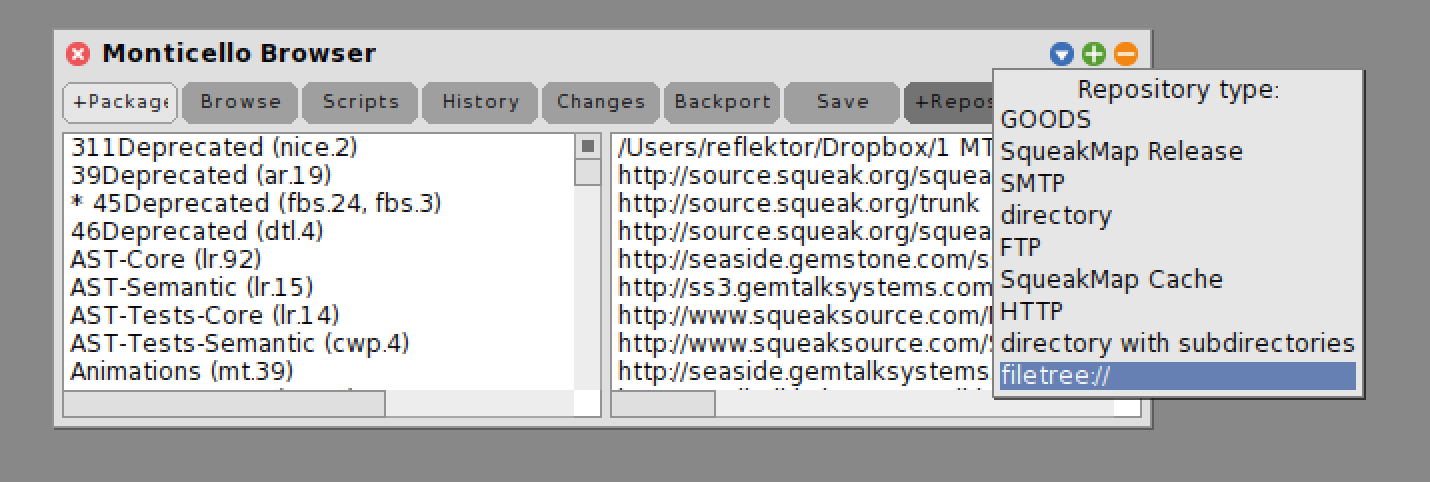 Monticello Browser
+Package Browse Scripts History Changes Backport Save +Repos
311Deprecated (nice.2)
39Deprecated (ar.19)
* 45Deprecated (fbs.24, fbs.3)
46Deprecated (dtl.4)
AST-Core (lr.92)
AST-Semantic (lr.15)
AST-Tests-Core (lr.14)
AST-Tests-Semantic (cwp.4)
Animations (mt.39)
/Users/reflektor/Dropbox/1 MT
http://source.squeak.org/squea
http://source.squeak.org/trunk
http://source.squeak.org/squea
http://seaside.gemstone.com/s
http://ss3.gemtalksystems.com
http://www.squeaksource.com/
http://www.squeaksource.com/
http://seaside.gemtalksystems
Repository type:
GOODS
SqueakMap Release
SMTP
directory
FTP
SqueakMap Cache
HTTP
directory with subdirectories
filetree://